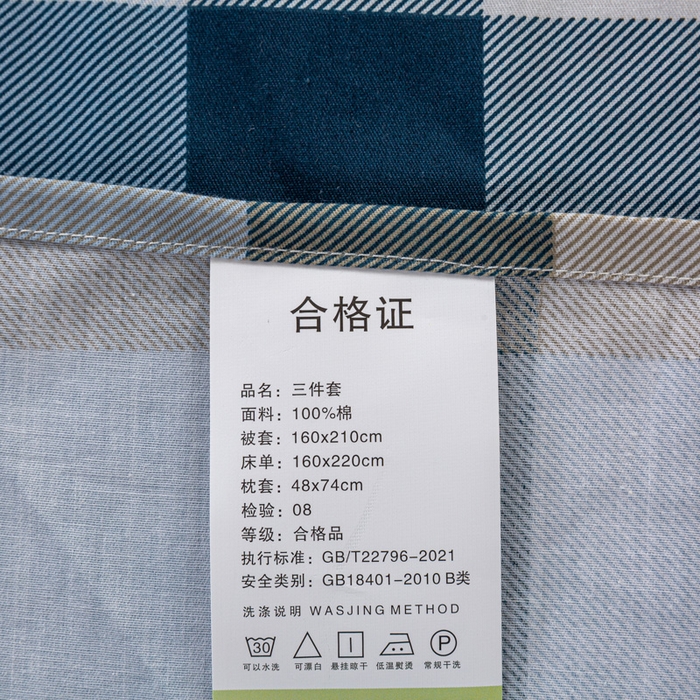 合格证
品名：三件套
面料：100%棉
被套：160x210cm
床单：160x220cm
枕套：48x74cm
检验：08
等级：合格品
执行标准：GB/T22796-2021
安全类别：GB18401-2010 B类
洗涤说明 WASJING METHOD
30 P
可以水洗 可漂白 悬挂晾干 低温熨烫 常规干洗